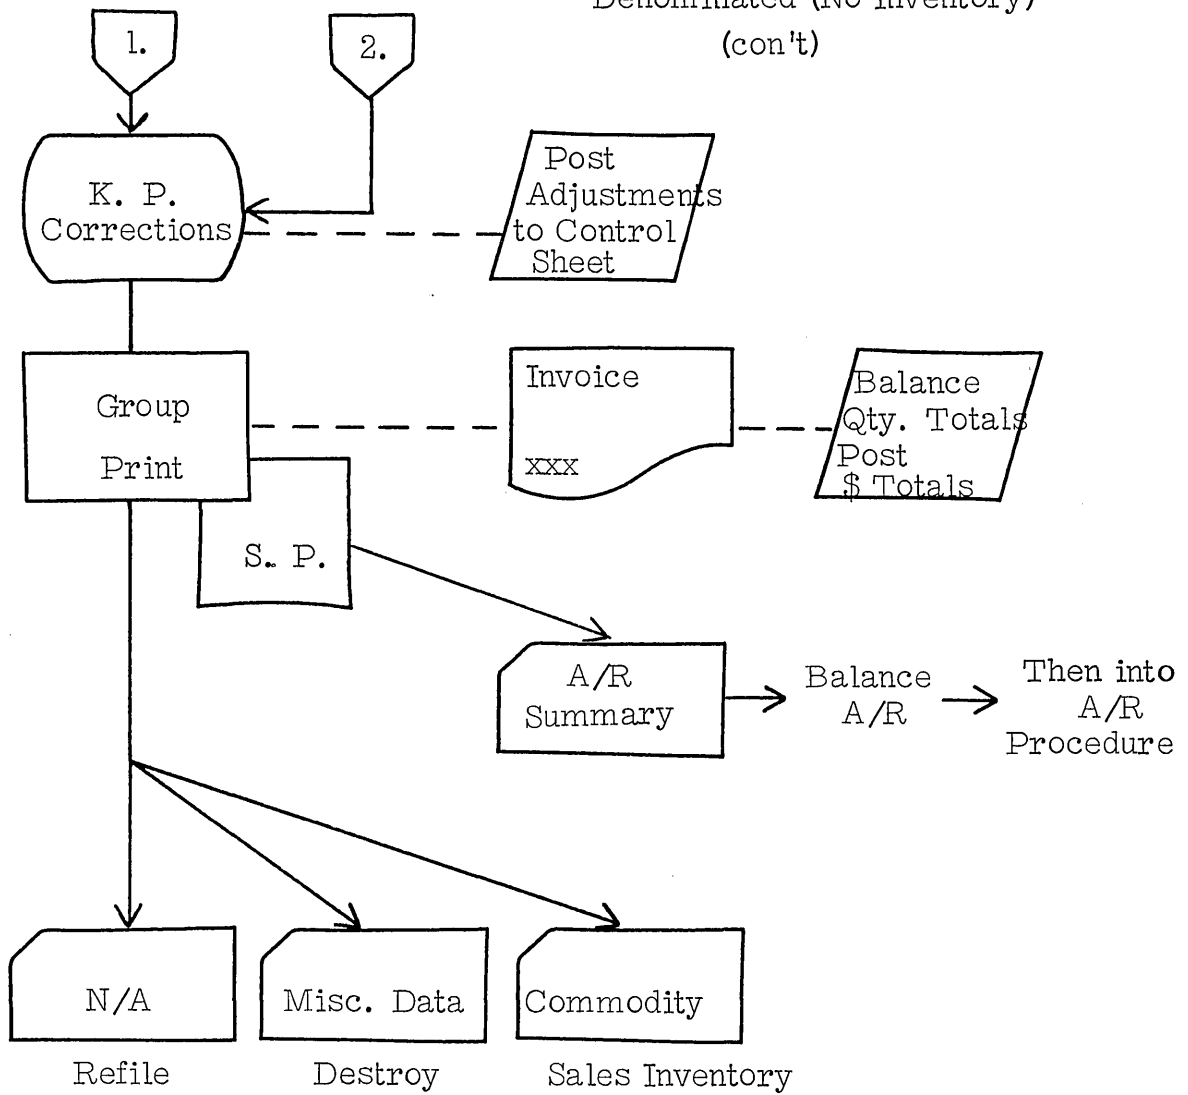 Denominated (No Inventory)
(con't)
1.
2.
K. P.
Corrections
Post
Adjustments
to Control
Sheet
Group
Print
Invoice
xxx
Balance
Qty. Totals
Post
$ Totals
S. P.
A/R
Summary
Balance
A/R
Then into
A/R
Procedure
N/A
Misc. Data
Commodity
Refile
Destroy
Sales Inventory